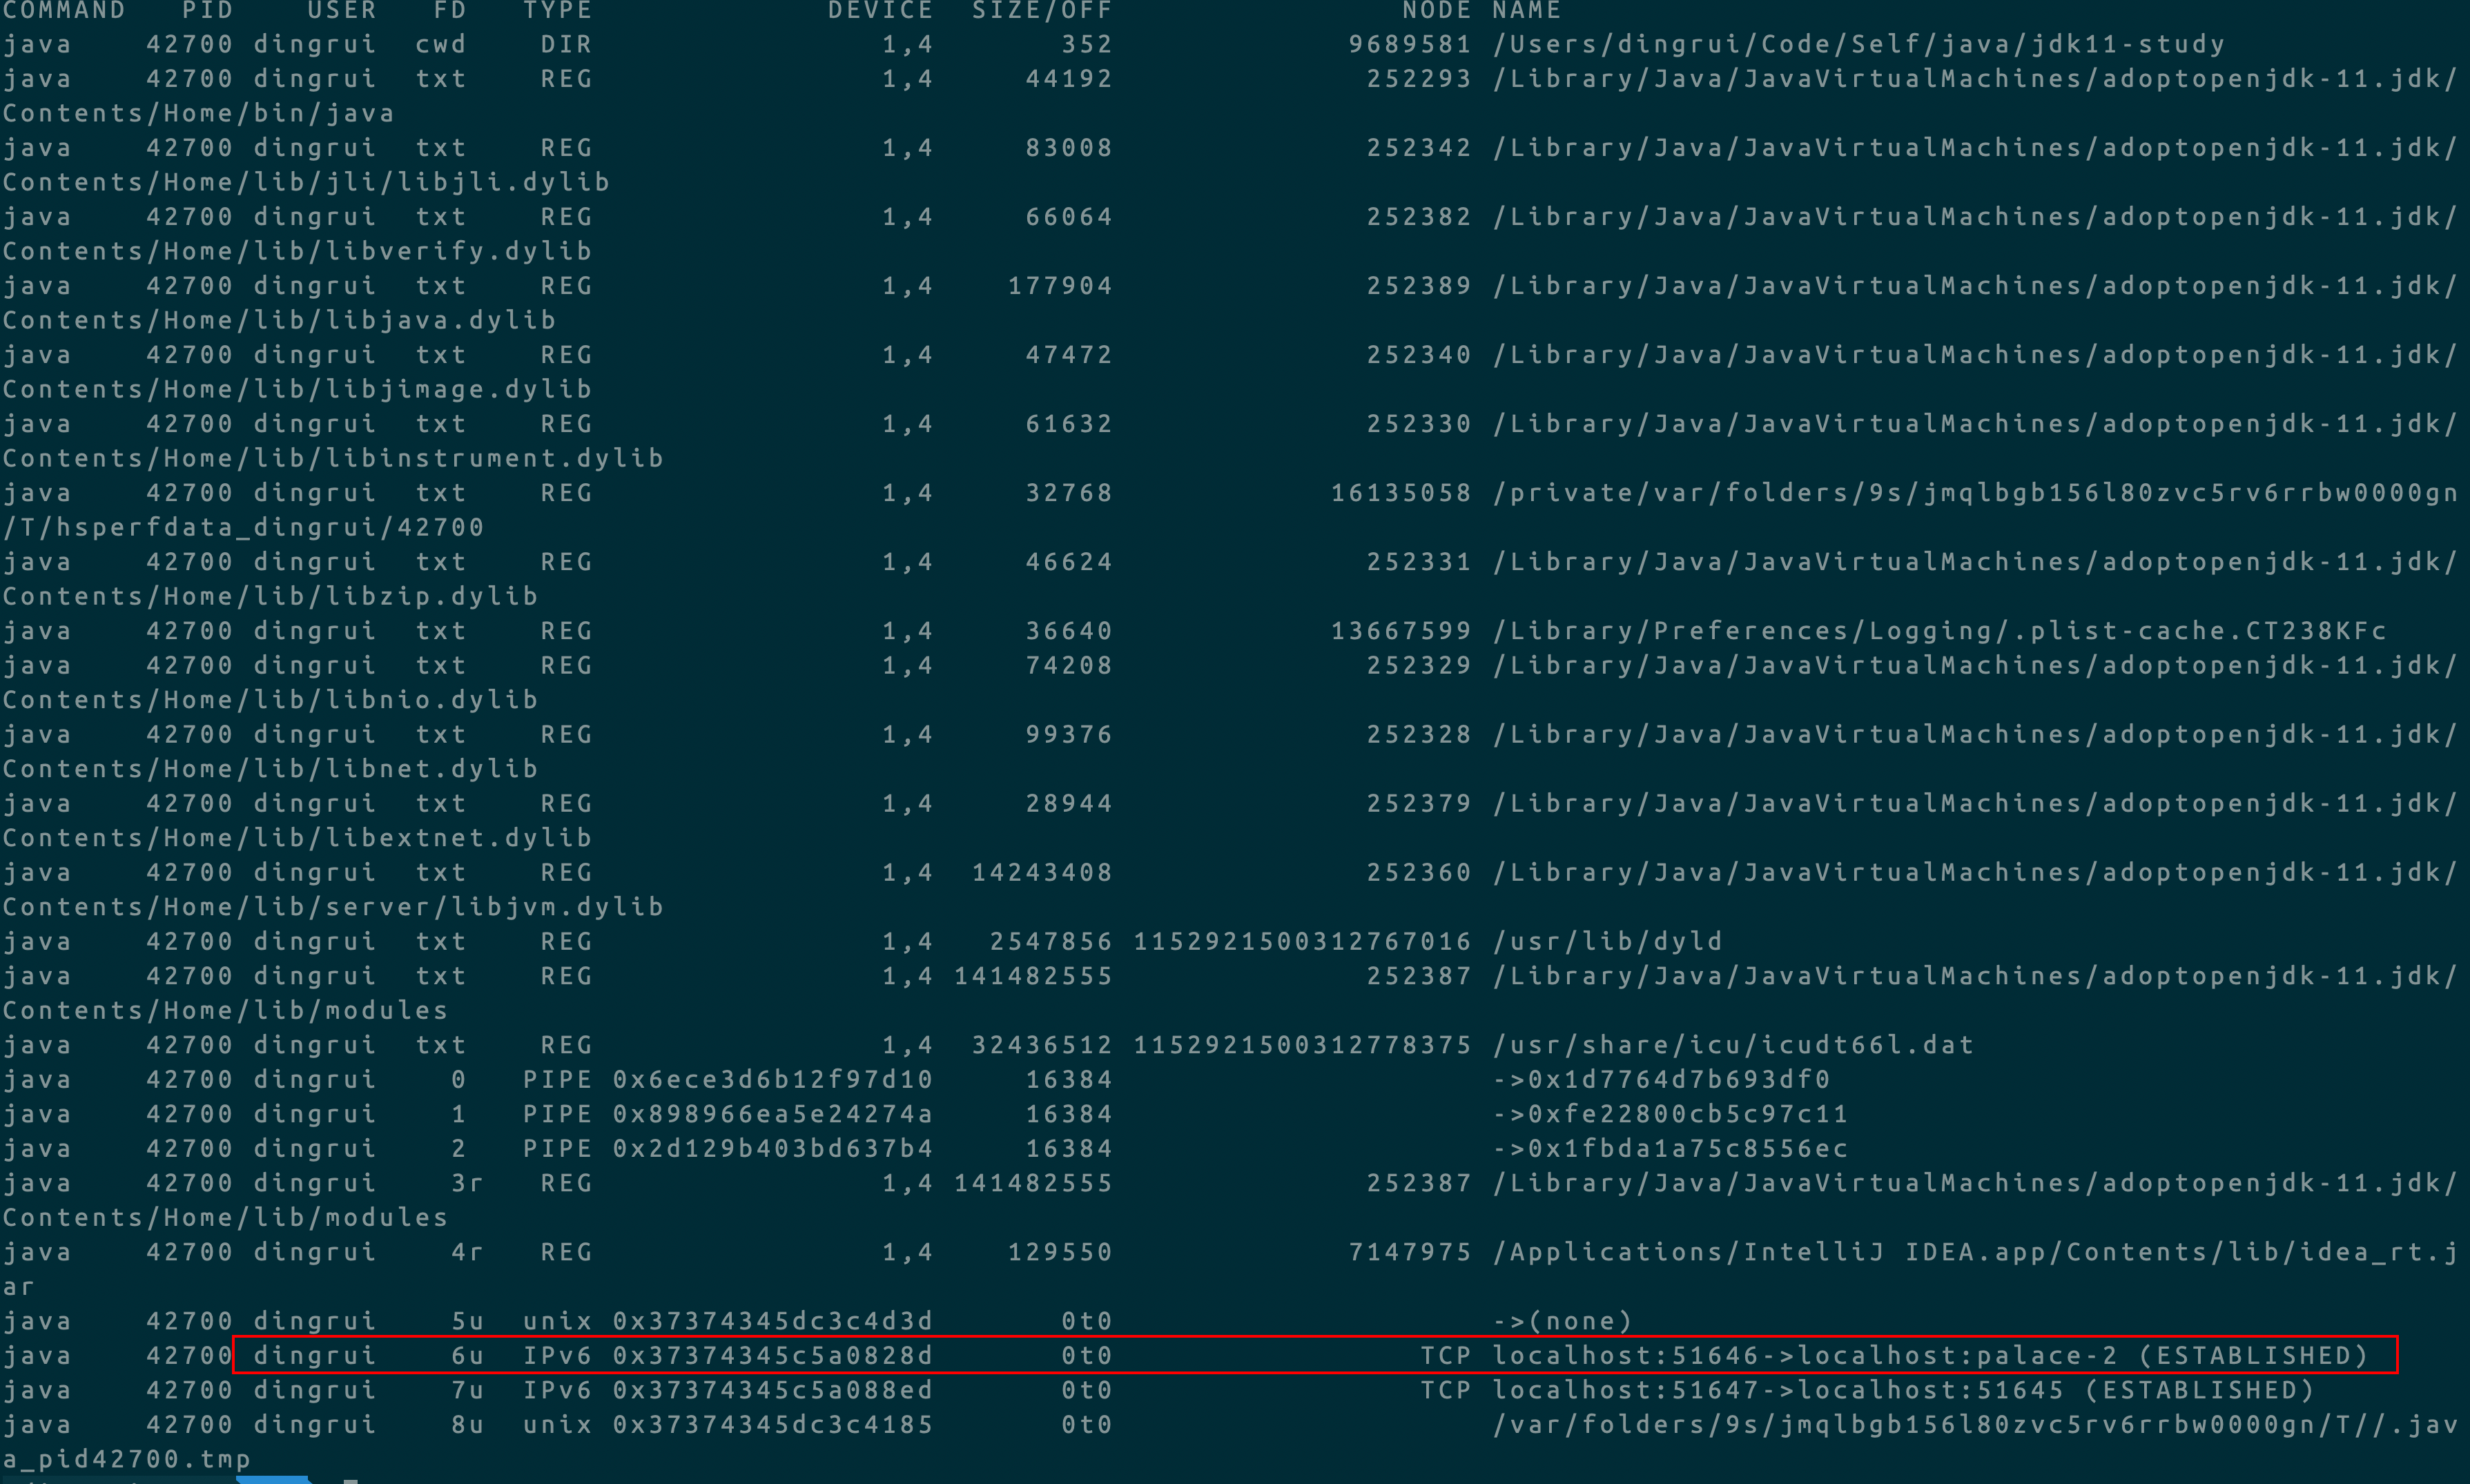 COMMAND   PID    USER   FD   TYPE             DEVICE  SIZE/OFF                NODE NAME
java    42700 dingrui  cwd    DIR                1,4       352             9689581 /Users/dingrui/Code/Self/java/jdk11-study
java    42700 dingrui  txt    REG                1,4     44192              252293 /Library/Java/JavaVirtualMachines/adoptopenjdk-11.jdk/
Contents/Home/bin/java
java    42700 dingrui  txt    REG                1,4     83008              252342 /Library/Java/JavaVirtualMachines/adoptopenjdk-11.jdk/
Contents/Home/lib/jli/libjli.dylib
java    42700 dingrui  txt    REG                1,4     66064              252382 /Library/Java/JavaVirtualMachines/adoptopenjdk-11.jdk/
Contents/Home/lib/libverify.dylib
java    42700 dingrui  txt    REG                1,4    177904              252389 /Library/Java/JavaVirtualMachines/adoptopenjdk-11.jdk/
Contents/Home/lib/libjava.dylib
java    42700 dingrui  txt    REG                1,4     47472              252340 /Library/Java/JavaVirtualMachines/adoptopenjdk-11.jdk/
Contents/Home/lib/libjimage.dylib
java    42700 dingrui  txt    REG                1,4     61632              252330 /Library/Java/JavaVirtualMachines/adoptopenjdk-11.jdk/
Contents/Home/lib/libinstrument.dylib
java    42700 dingrui  txt    REG                1,4     32768            16135058 /private/var/folders/9s/jmqlbgb156l80zvc5rv6rrbw0000gn
/T/hsperfdata_dingrui/42700
java    42700 dingrui  txt    REG                1,4     46624              252331 /Library/Java/JavaVirtualMachines/adoptopenjdk-11.jdk/
Contents/Home/lib/libzip.dylib
java    42700 dingrui  txt    REG                1,4     36640            13667599 /Library/Preferences/Logging/.plist-cache.CT238KFc
java    42700 dingrui  txt    REG                1,4     74208              252329 /Library/Java/JavaVirtualMachines/adoptopenjdk-11.jdk/
Contents/Home/lib/libnio.dylib
java    42700 dingrui  txt    REG                1,4     99376              252328 /Library/Java/JavaVirtualMachines/adoptopenjdk-11.jdk/
Contents/Home/lib/libnet.dylib
java    42700 dingrui  txt    REG                1,4     28944              252379 /Library/Java/JavaVirtualMachines/adoptopenjdk-11.jdk/
Contents/Home/lib/libextnet.dylib
java    42700 dingrui  txt    REG                1,4  14243408              252360 /Library/Java/JavaVirtualMachines/adoptopenjdk-11.jdk/
Contents/Home/lib/server/libjvm.dylib
java    42700 dingrui  txt    REG                1,4   2547856 1152921500312767016 /usr/lib/dyld
java    42700 dingrui  txt    REG                1,4 141482555              252387 /Library/Java/JavaVirtualMachines/adoptopenjdk-11.jdk/
Contents/Home/lib/modules
java    42700 dingrui  txt    REG                1,4  32436512 1152921500312778375 /usr/share/icu/icudt66l.dat
java    42700 dingrui    0   PIPE 0x6ece3d6b12f97d10     16384                     ->0x1d7764d7b693df0
java    42700 dingrui    1   PIPE 0x898966ea5e24274a     16384                     ->0xfe22800cb5c97c11
java    42700 dingrui    2   PIPE 0x2d129b403bd637b4     16384                     ->0x1fbda1a75c8556ec
java    42700 dingrui    3r   REG                1,4 141482555              252387 /Library/Java/JavaVirtualMachines/adoptopenjdk-11.jdk/
Contents/Home/lib/modules
java    42700 dingrui    4r   REG                1,4    129550             7147975 /Applications/IntelliJ IDEA.app/Contents/lib/idea_rt.j
ar
java    42700 dingrui    5u  unix 0x37374345dc3c4d3d       0t0                     ->(none)
java    42700 dingrui    6u  IPv6 0x37374345c5a0828d       0t0                 TCP localhost:51646->localhost:palace-2 (ESTABLISHED)
java    42700 dingrui    7u  IPv6 0x37374345c5a088ed       0t0                 TCP localhost:51647->localhost:51645 (ESTABLISHED)
java    42700 dingrui    8u  unix 0x37374345dc3c4185       0t0                     /var/folders/9s/jmqlbgb156l80zvc5rv6rrbw0000gn/T//.jav
a_pid42700.tmp